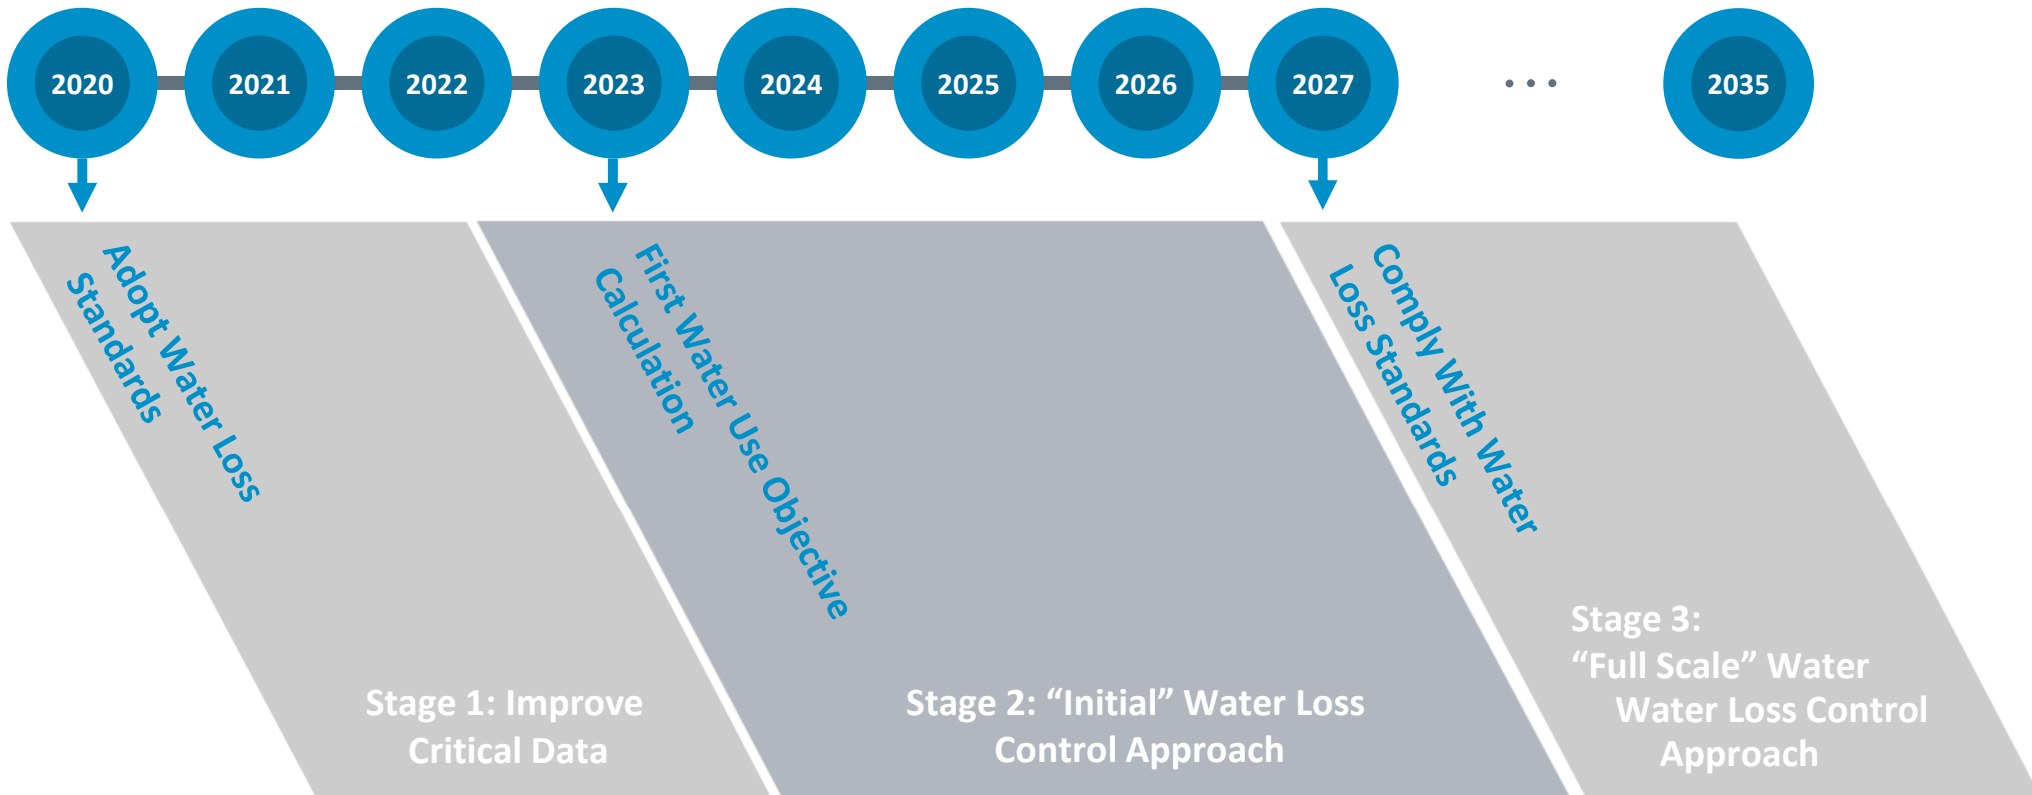 2020
2021
2022
2023
2024
2025
2026
2027
. . .
2035
Adopt Water Loss
Standards
First Water Use Objective
Calculation
Comply With Water
Loss Standards
Stage 1: Improve
Critical Data
Stage 2: “Initial” Water Loss
Control Approach
Stage 3:
“Full Scale” Water
Water Loss Control
Approach